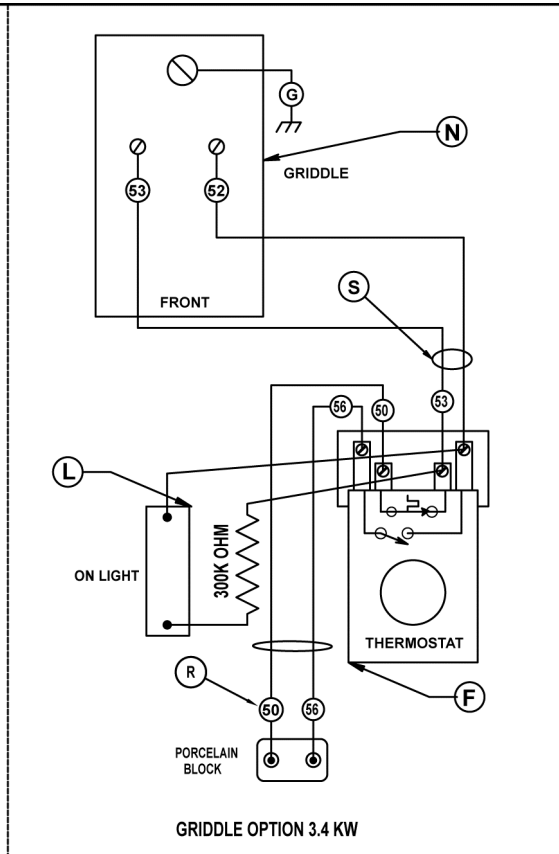 G
N
GRIDDLE
53
52
FRONT
S
56
50
53
L
300K OHM
ON LIGHT
THERMOSTAT
R
F
50
56
PORCELAIN
BLOCK
GRIDDLE OPTION 3.4 KW